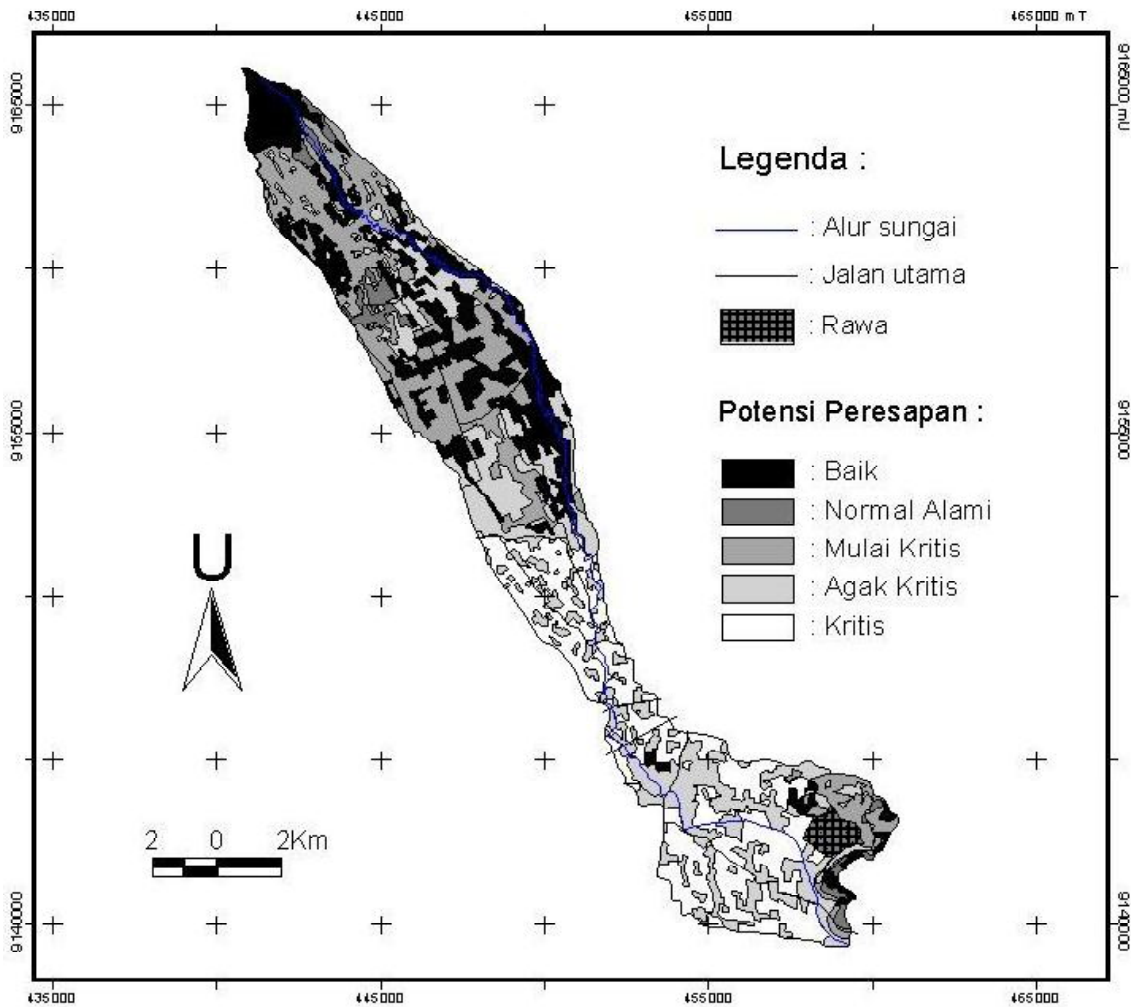 435000 445000 455000 465000 m T
9165000
9165000 mU
Legenda :
: Alur sungai
: Jalan utama
: Rawa
9155000
9155000
Potensi Peresapan :
: Baik
: Normal Alami
: Mulai Kritis
: Agak Kritis
: Kritis
U
2 0 2Km
9140000
9140000
435000 445000 455000 465000